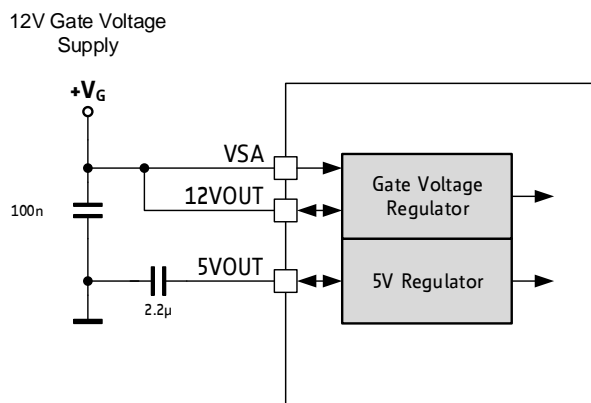 12V Gate Voltage
Supply
+VG
VSA
12VOUT
100n
5VOUT
2.2µ
Gate Voltage
Regulator
5V Regulator